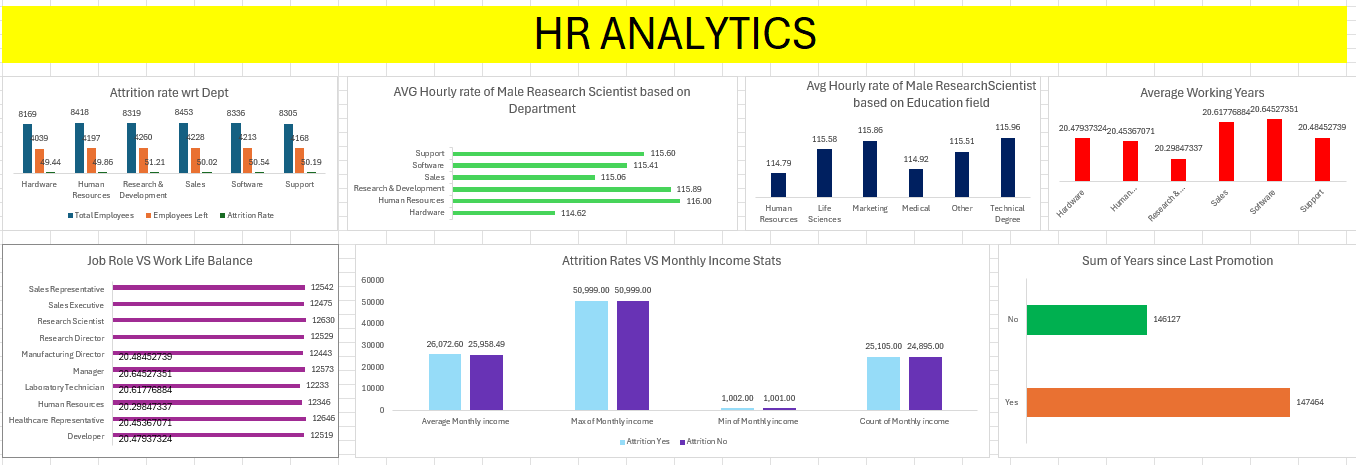 HR ANALYTICS
Attrition rate wrt Dept
8169
8418
8319
8453
8336
8305
4039
4197
4260
4228
4213
4168
49.44
49.86
51.21
50.02
50.54
50.19
Hardware
Human
Resources
Research &
Development
Sales
Software
Support
Total Employees
Employees Left
Attrition Rate
AVG Hourly rate of Male Reasearch Scientist based on
Department
Support
115.60
Software
115.41
Sales
115.06
Research & Development
115.89
Human Resources
116.00
Hardware
114.62
Avg Hourly rate of Male ResearchScientist
based on Education field
114.79
115.58
115.86
114.92
115.51
115.96
Human
Resources
Life
Sciences
Marketing
Medical
Other
Technical
Degree
Average Working Years
20.47937324
20.45367071
20.29847337
20.61776884
20.64527351
20.48452739
Hardware
Human...
Research &...
Sales
Software
Support
Job Role VS Work Life Balance
Sales Representative
12542
Sales Executive
12475
Research Scientist
12630
Research Director
12529
Manufacturing Director
12443
20.48452739
Manager
12573
20.64527351
Laboratory Technician
12233
20.61776884
Human Resources
12346
20.29847337
Healthcare Representative
12646
20.45367071
Developer
12519
20.47937324
Attrition Rates VS Monthly Income Stats
60000
50000
40000
30000
20000
10000
0
26,072.60
25,958.49
50,999.00
50,999.00
1,002.00
1,001.00
25,105.00
24,895.00
Average Monthly income
Max of Monthly income
Min of Monthly income
Count of Monthly income
Attrition Yes
Attrition No
Sum of Years since Last Promotion
No
146127
Yes
147464